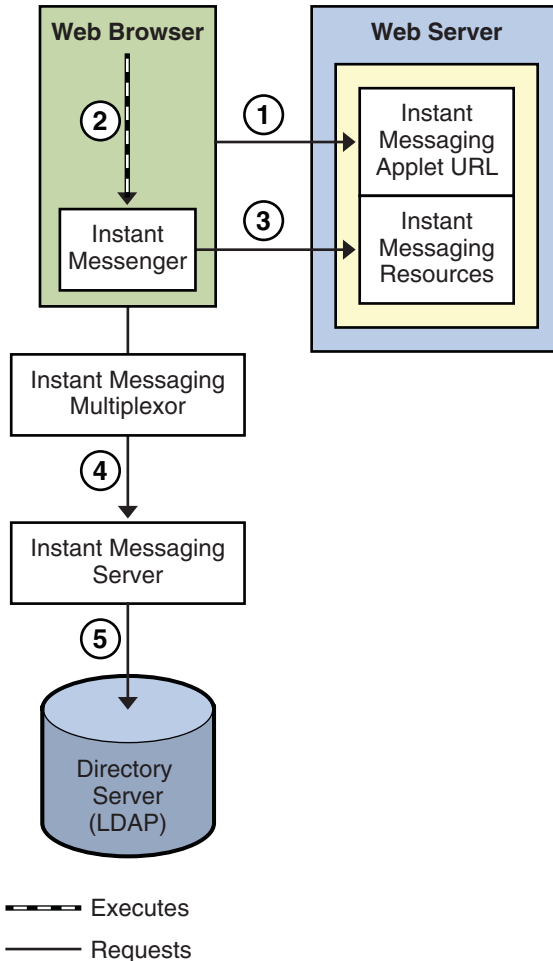 Web Browser
Web Server
2
1
Instant
Messaging
Applet URL
Instant
Messenger
3
Instant
Messaging
Resources
Instant Messaging
Multiplexor
4
Instant Messaging
Server
5
Directory
Server
(LDAP)
Executes
Requests